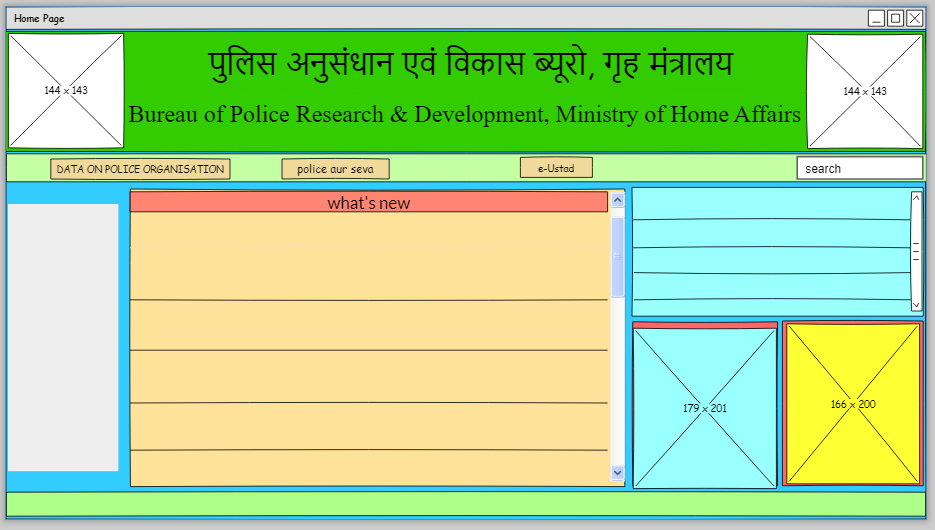 Home Page
144 x 143
पुलिस अनुसंधान एवं विकास ब्यूरो, गृह मंत्रालय
Bureau of Police Research & Development, Ministry of Home Affairs
144 x 143
DATA ON POLICE ORGANISATION
police aur seva
e-Ustad
search
what's new
179 x 201
166 x 200